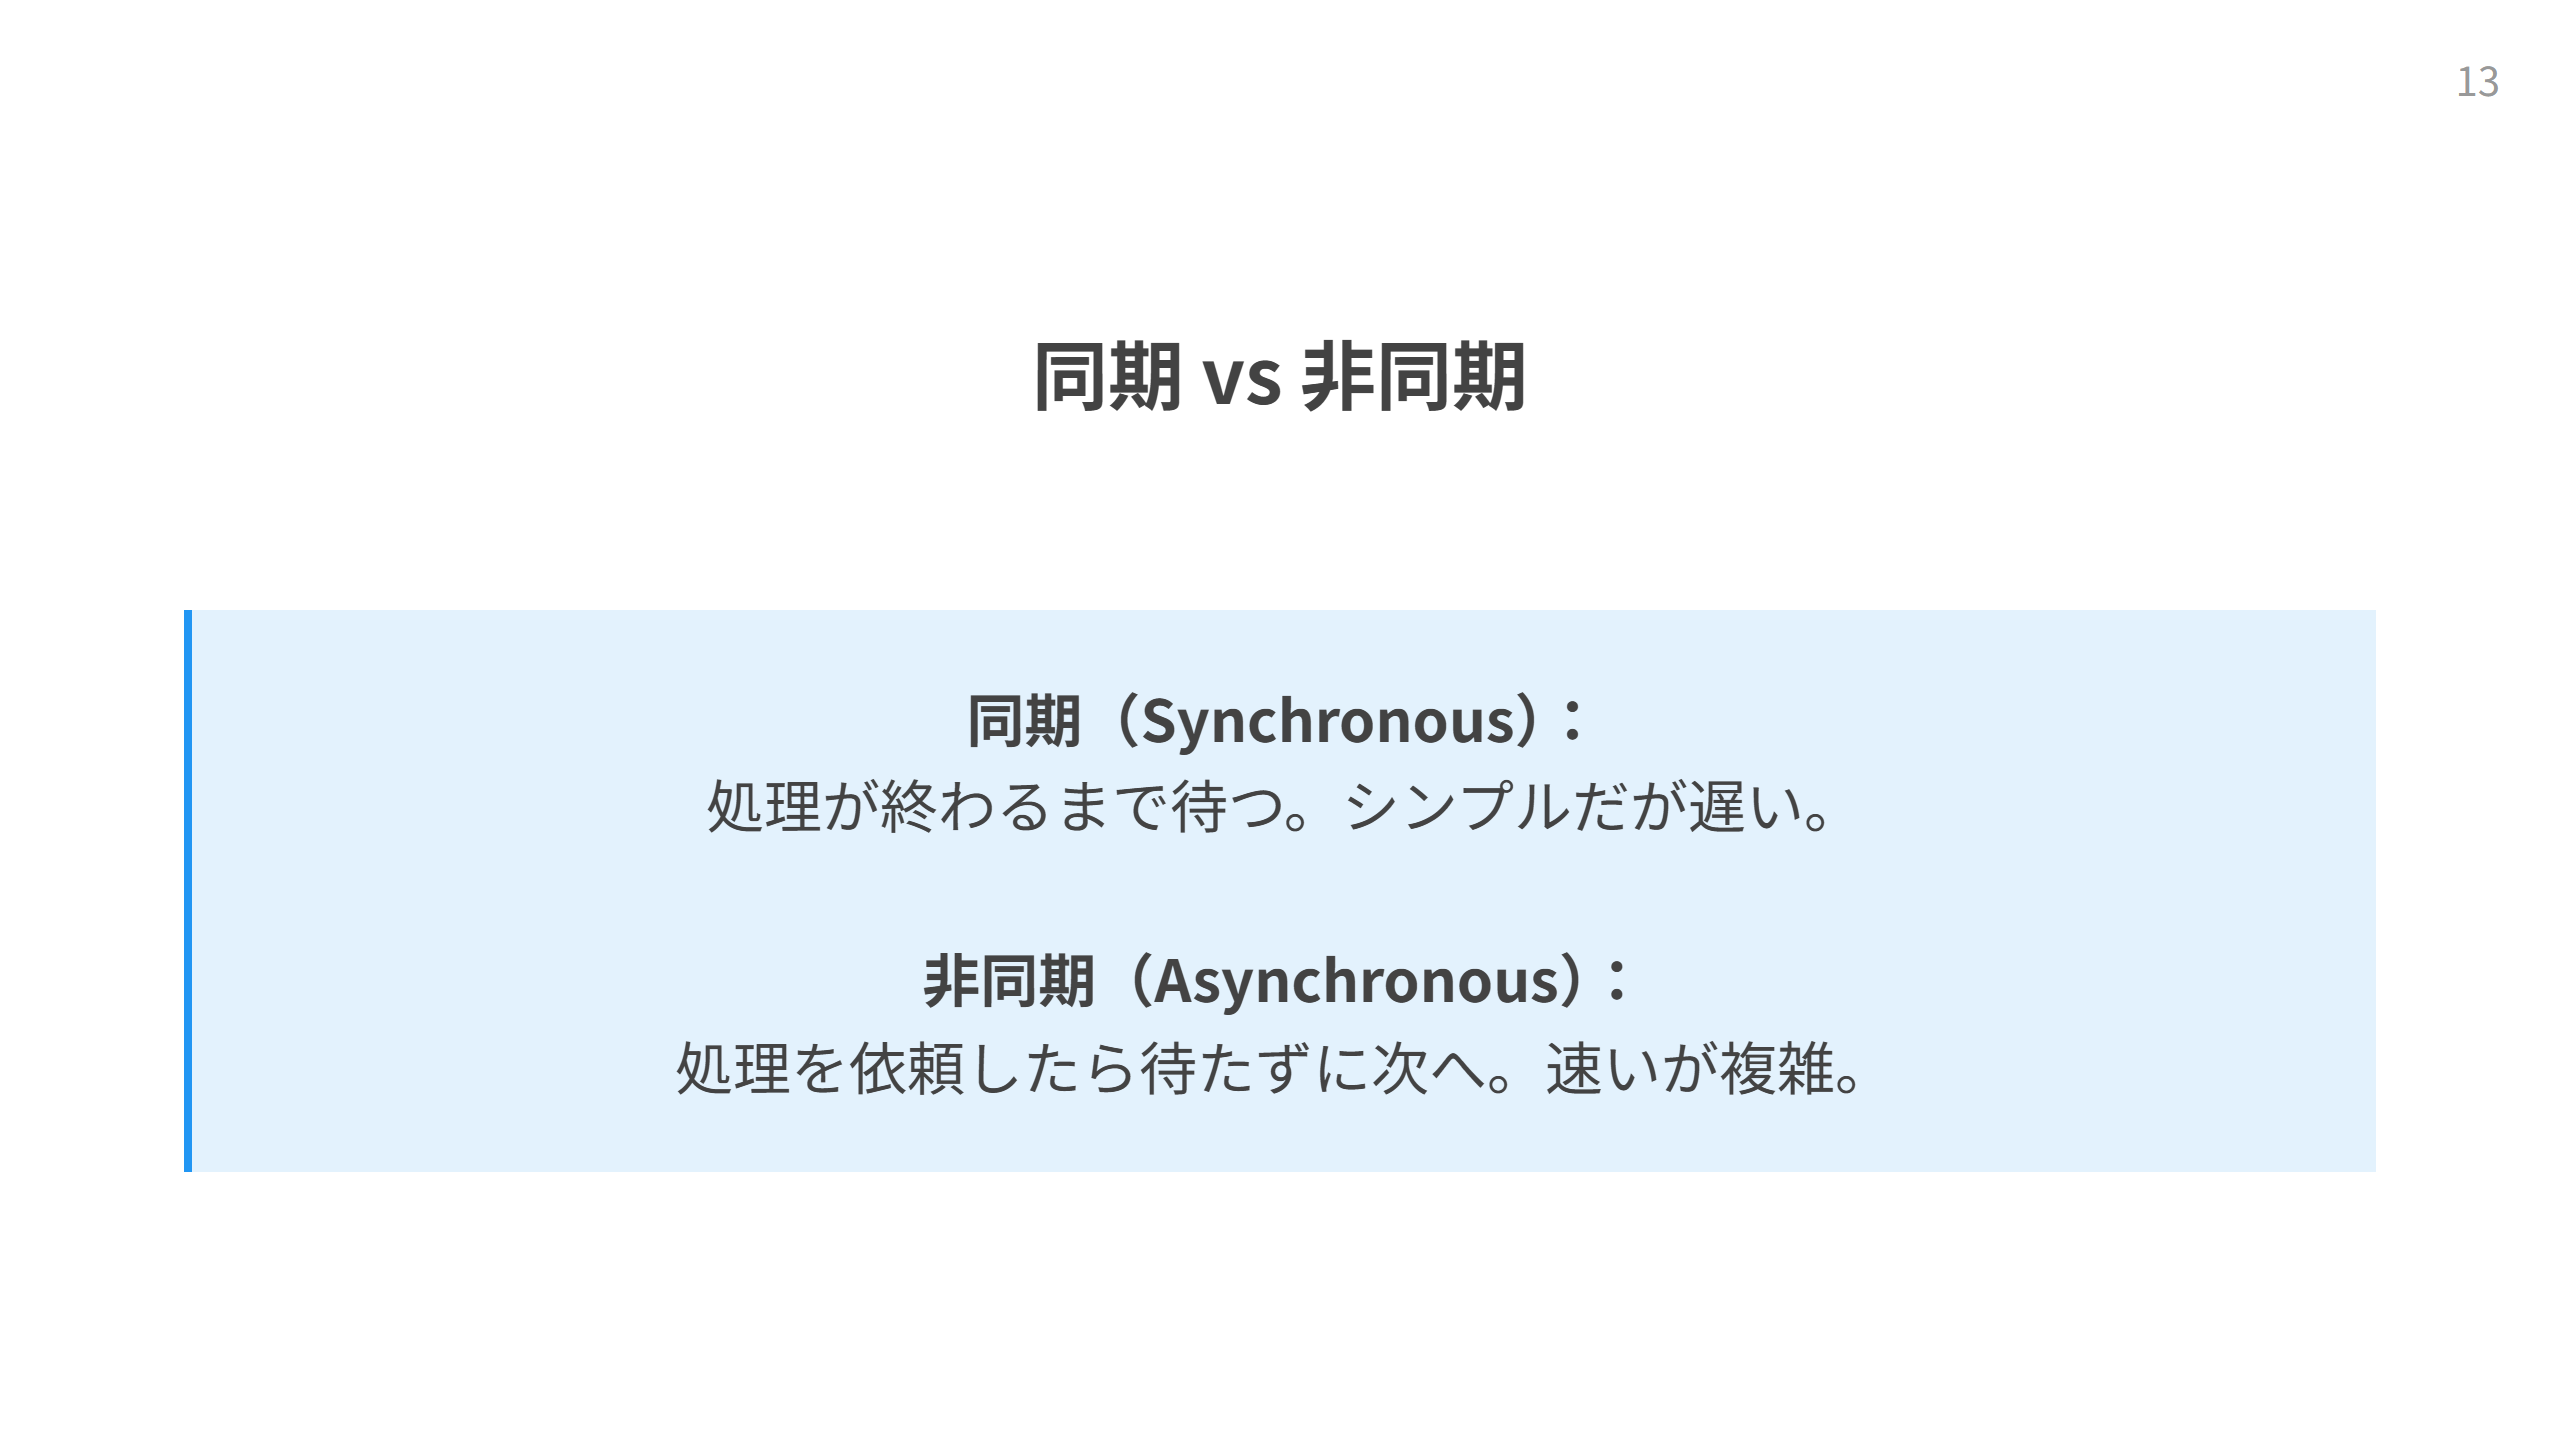 13
同期 vs 非同期
同期（Synchronous）：
処理が終わるまで待つ。シンプルだが遅い。
非同期（Asynchronous）：
処理を依頼したら待たずに次へ。速いが複雑。